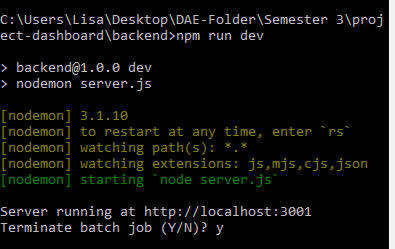 C:\Users\Lisa\Desktop\DAE-Folder\Semester 3\proj
ect-dashboard\backend>npm run dev
> backend@1.0.0 dev
> nodemon server.js
[nodemon] 3.1.10
[nodemon] to restart at any time, enter `rs`
[nodemon] watching path(s): *.*
[nodemon] watching extensions: js,mjs,cjs,json
[nodemon] starting `node server.js`
Server running at http://localhost:3001
Terminate batch job (Y/N)? y